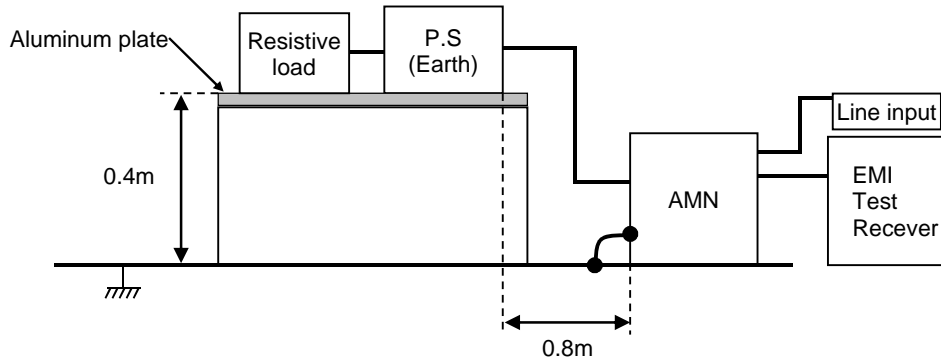 Aluminum plate
Resistive
load
P.S
(Earth)
Line input
0.4m
AMN
EMI
Test
Recever
0.8m